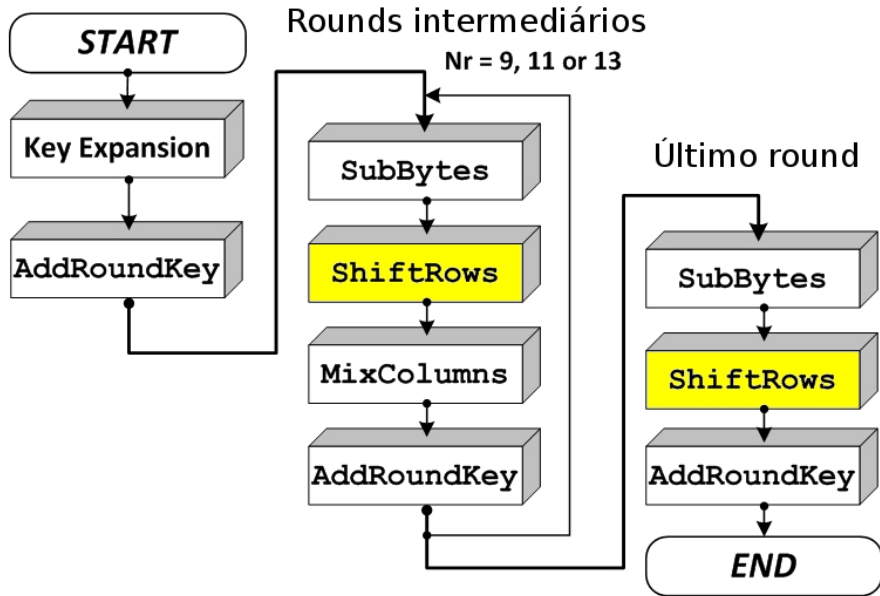 START
Key Expansion
AddRoundKey
Rounds intermediários
Nr = 9, 11 or 13
SubBytes
ShiftRows
MixColumns
AddRoundKey
Último round
SubBytes
ShiftRows
AddRoundKey
END